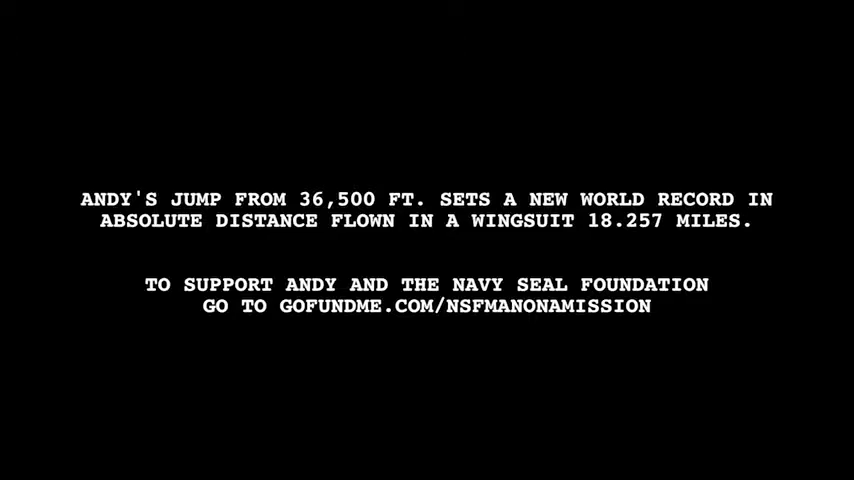 ANDY'S JUMP FROM 36,500 FT. SETS A NEW WORLD RECORD IN
ABSOLUTE DISTANCE FLOWN IN A WINGSUIT 18.257 MILES.
TO SUPPORT ANDY AND THE NAVY SEAL FOUNDATION
GO TO GOFUNDME.COM/NSFMANONAMISSION